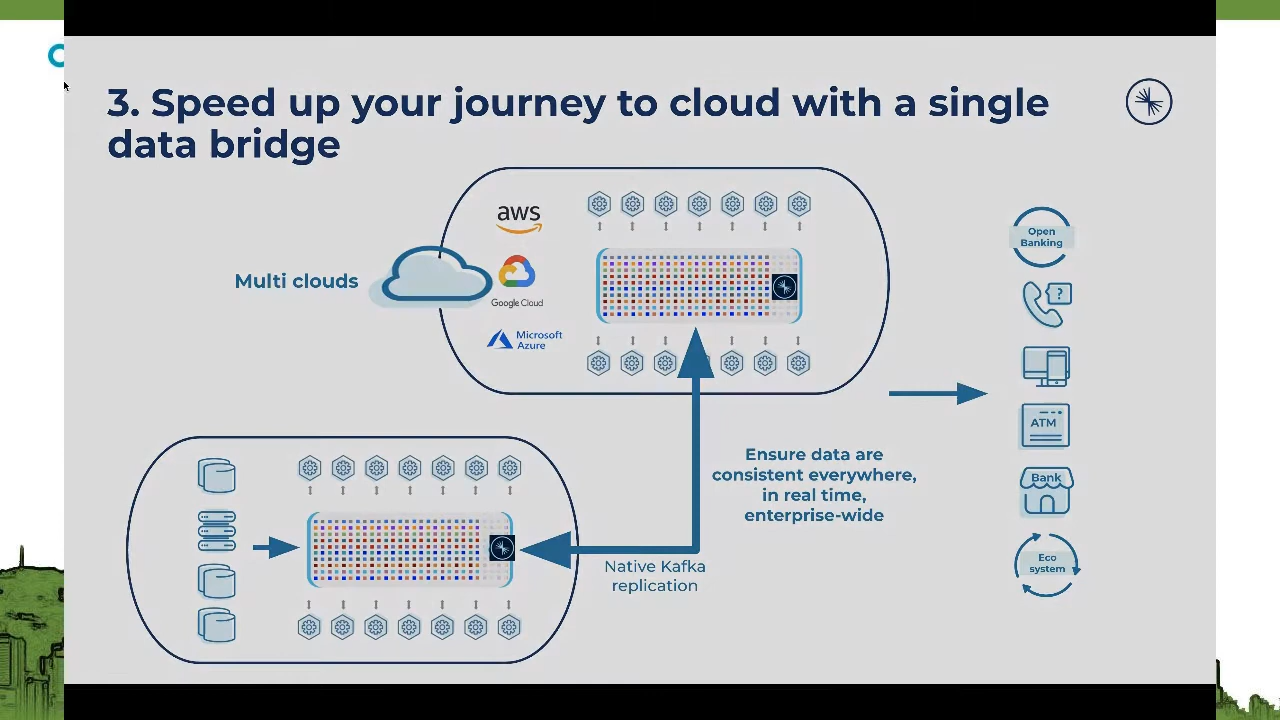 3. Speed up your journey to cloud with a single
data bridge
aws
Multi clouds
Google Cloud
Microsoft
Azure
Open
Banking
?
ATM
Bank
Eco
system
Ensure data are
consistent everywhere,
in real time,
enterprise-wide
Native Kafka
replication